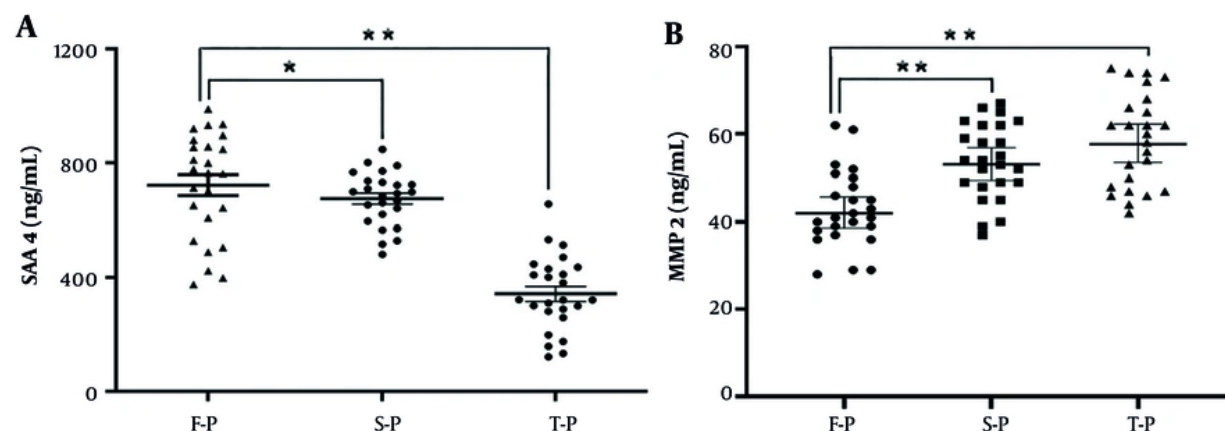 A
SAA 4 (ng/mL)
1200
800
400
0
**
*
F-P
S-P
T-P
B
MMP 2 (ng/mL)
80
60
40
20
0
**
**
F-P
S-P
T-P